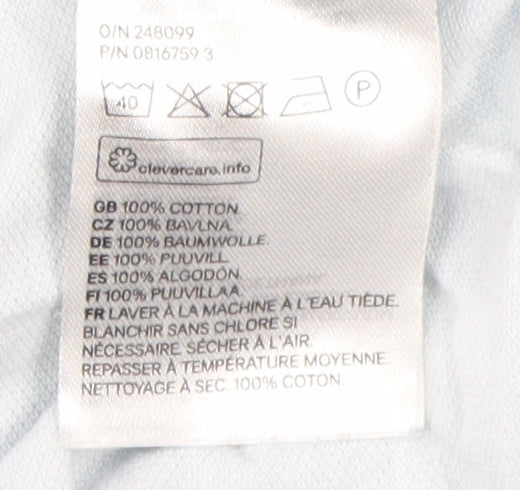 O/N 248099
P/N 0816759 3
40 P
clevercare.info
GB 100% COTTON.
CZ 100% BAVLNA.
DE 100% BAUMWOLLE.
EE 100% PUUVILL.
ES 100% ALGODÓN.
FI 100% PUUVILLAA.
FR LAVER À LA MACHINE À L'EAU TIÈDE.
BLANCHIR SANS CHLORE SI
NÉCESSAIRE. SÉCHER À L'AIR.
REPASSER À TEMPÉRATURE MOYENNE
NETTOYAGE À SEC. 100% COTON